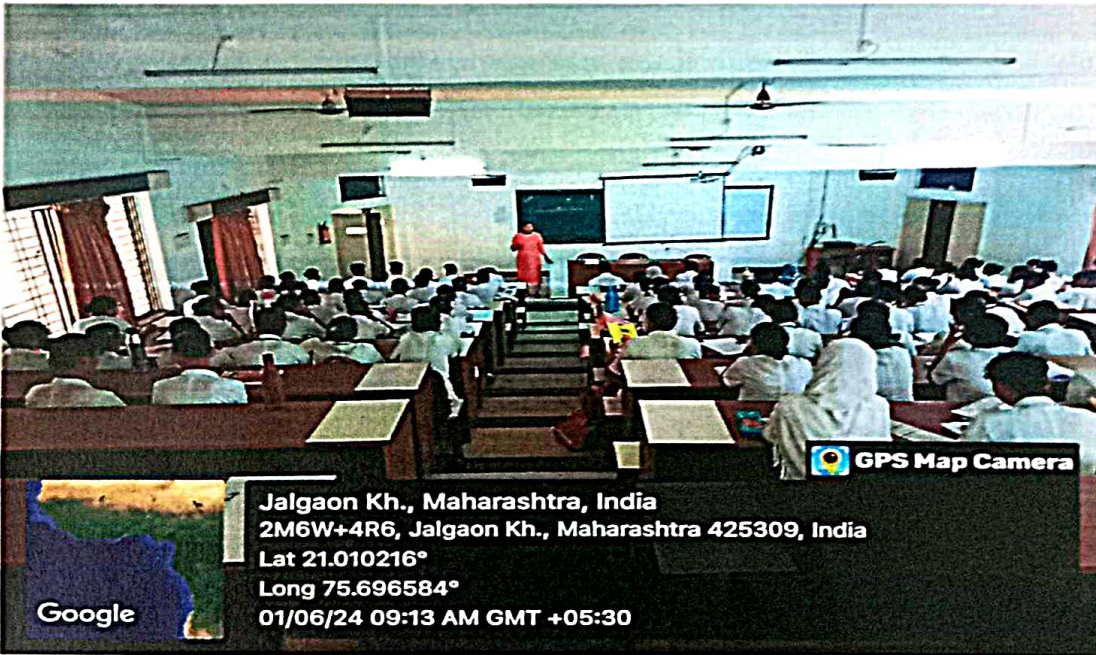 GPS Map Camera
Jalgaon Kh., Maharashtra, India
2M6W+4R6, Jalgaon Kh., Maharashtra 425309, India
Lat 21.010216°
Long 75.696584°
01/06/24 09:13 AM GMT +05:30
Google